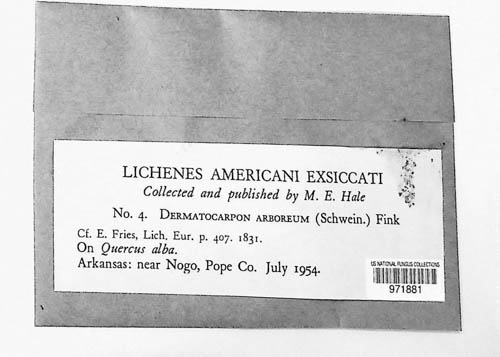 LICHENES AMERICANI EXSICCATI
Collected and published by M. E. Hale
No. 4. DERMATOCARPON ARBOREUM (Schwein.) Fink
Cf. E. Fries, Lich. Eur. p. 407. 1831.
On Quercus alba.
Arkansas: near Nogo, Pope Co. July 1954.
US NATIONAL FUNGUS COLLECTIONS
971881